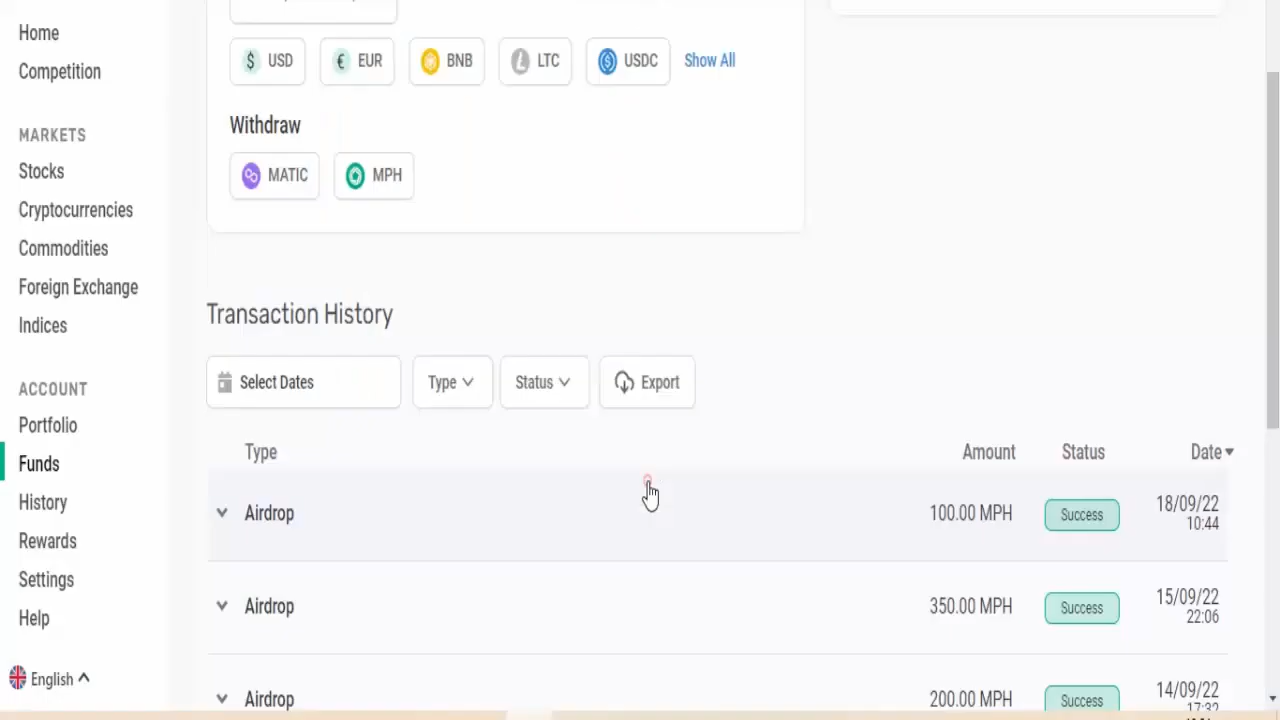 Home
Competition
MARKETS
Stocks
Cryptocurrencies
Commodities
Foreign Exchange
Indices
ACCOUNT
Portfolio
Funds
History
Rewards
Settings
Help
English
USD EUR BNB LTC USDC Show All
Withdraw
MATIC MPH
Transaction History
Select Dates Type Status Export
Type Amount Status Date
Airdrop 100.00 MPH Success 18/09/22
10:44
Airdrop 350.00 MPH Success 15/09/22
22:06
Airdrop 200.00 MPH Success 14/09/22
17:32